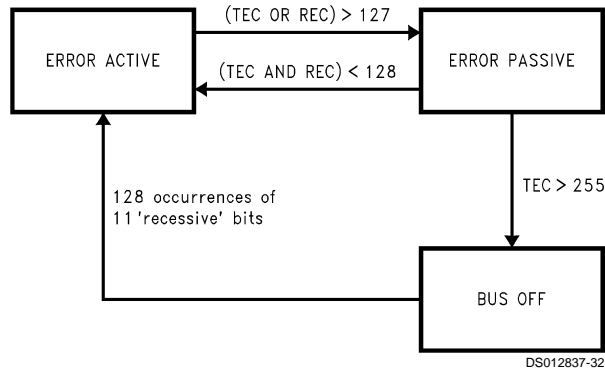 (TEC OR REC) > 127
ERROR ACTIVE
ERROR PASSIVE
(TEC AND REC) < 128
128 occurrences of
11 'recessive' bits
TEC > 255
BUS OFF
DS012837-32